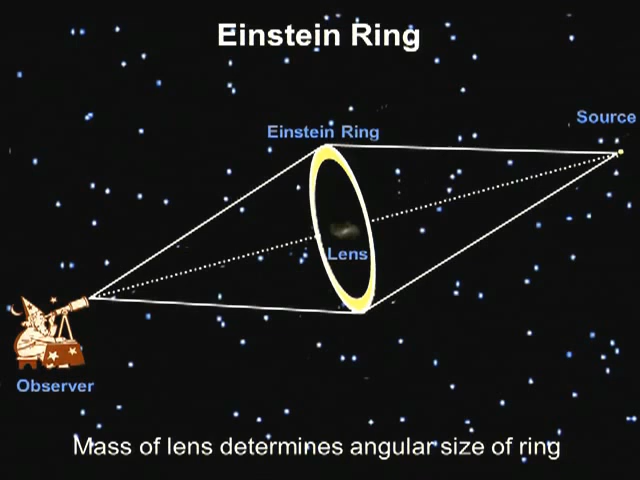 Einstein Ring
Source
Einstein Ring
Lens
Observer
Mass of lens determines angular size of ring